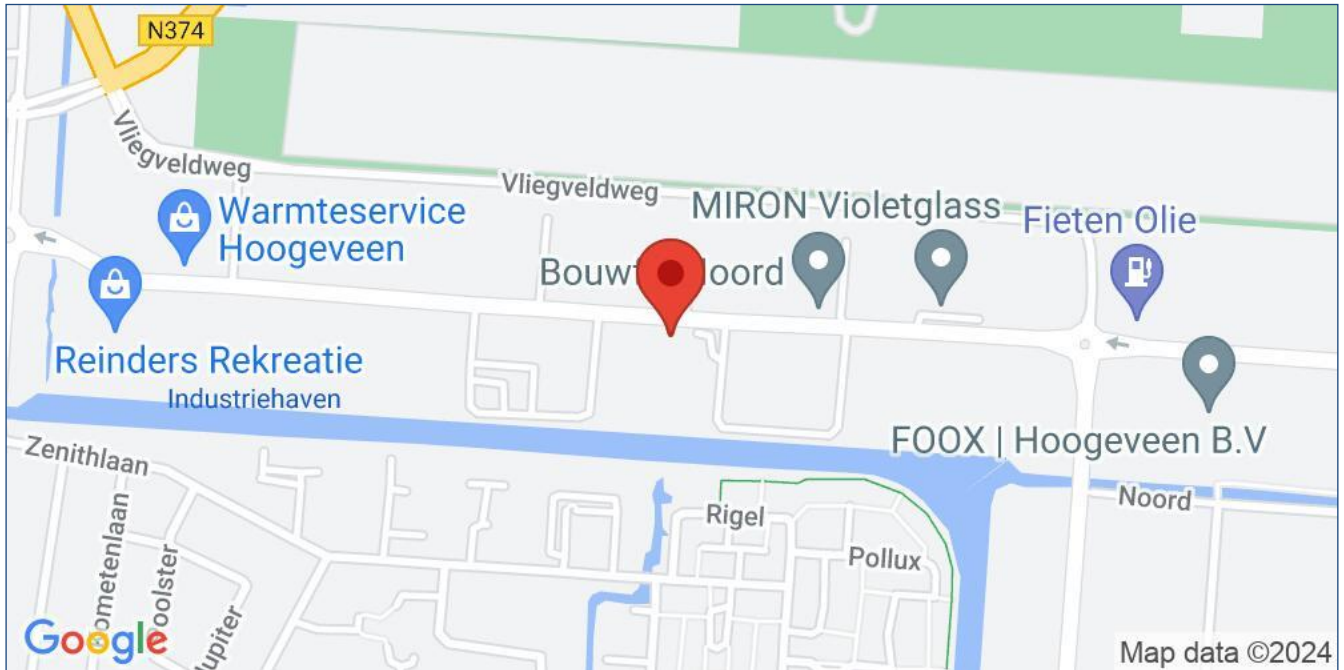 N374
Vliegveldweg
Vliegveldweg
MIRON Violetglass
Fieten Olie
Warmteservice
Hoogeveen
Reinders Rekreatie
Industriehaven
FOOX | Hoogeveen B.V
Zenithlaan
Noord
Rigel
Pollux
Google
Map data ©2024